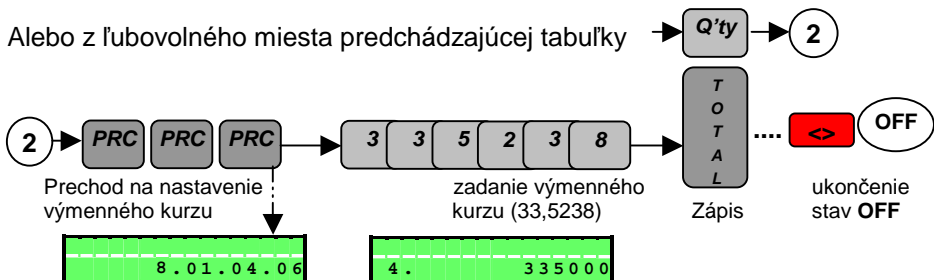 Alebo z ľubovolného miesta predchádzajúcej tabuľky Q'ty 2
2 PRC PRC PRC 3 3 5 2 3 8 TOTAL .... <> OFF
Prechod na nastavenie výmenného kurzu
zadanie výmenného kurzu (33,5238)
Zápis
ukončenie stav OFF
8.01.04.06
4. 335000